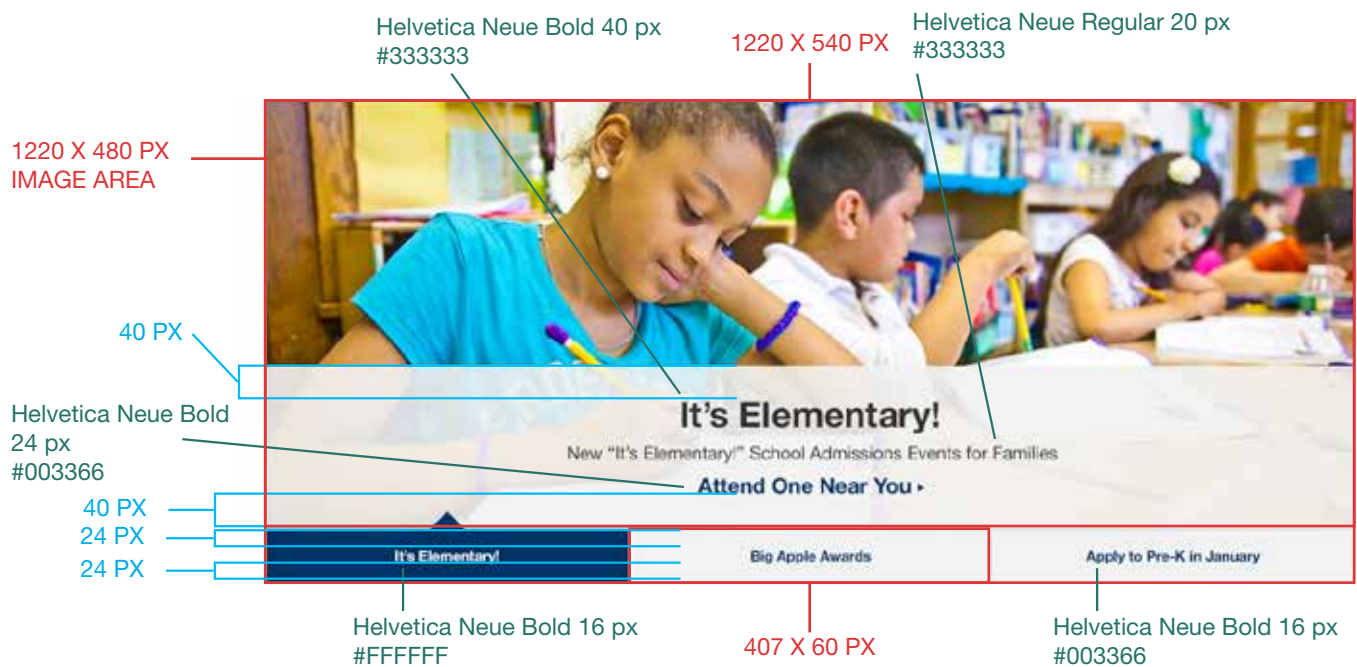 Helvetica Neue Bold 40 px
#333333
1220 X 540 PX
Helvetica Neue Regular 20 px
#333333
1220 X 480 PX
IMAGE AREA
40 PX
It's Elementary!
Helvetica Neue Bold
24 px
#003366
New “It's Elementary!” School Admissions Events for Families
Attend One Near You ▸
40 PX
24 PX
24 PX
It's Elementary!
Big Apple Awards
Apply to Pre-K in January
Helvetica Neue Bold 16 px
#FFFFFF
407 X 60 PX
Helvetica Neue Bold 16 px
#003366